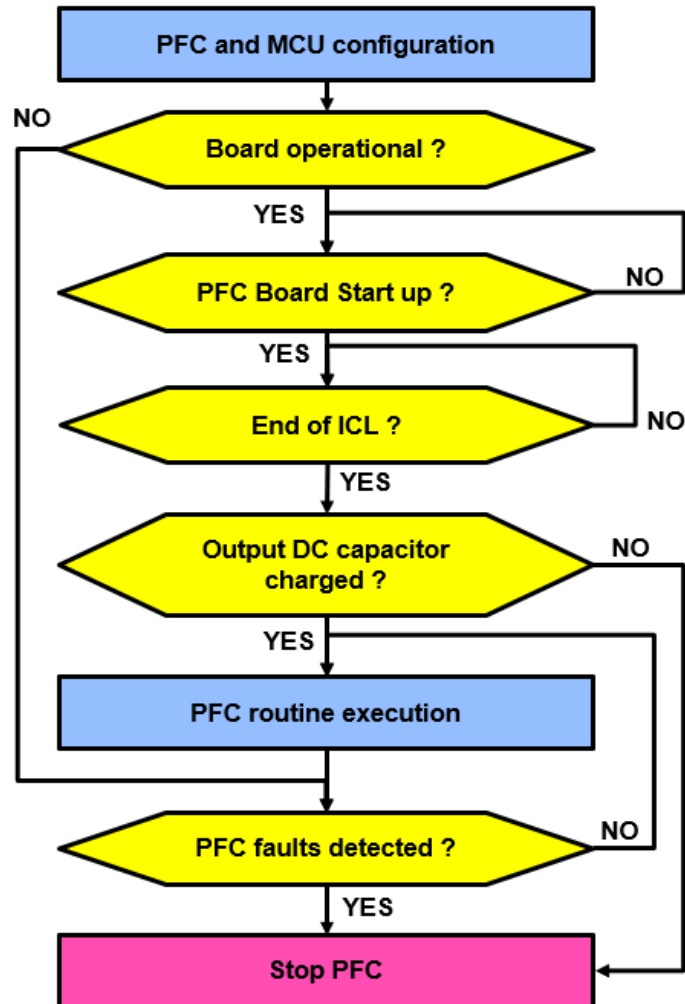 PFC and MCU configuration
NO
Board operational ?
YES
PFC Board Start up ?
NO
YES
End of ICL ?
NO
YES
Output DC capacitor
charged ?
NO
YES
PFC routine execution
PFC faults detected ?
NO
YES
Stop PFC